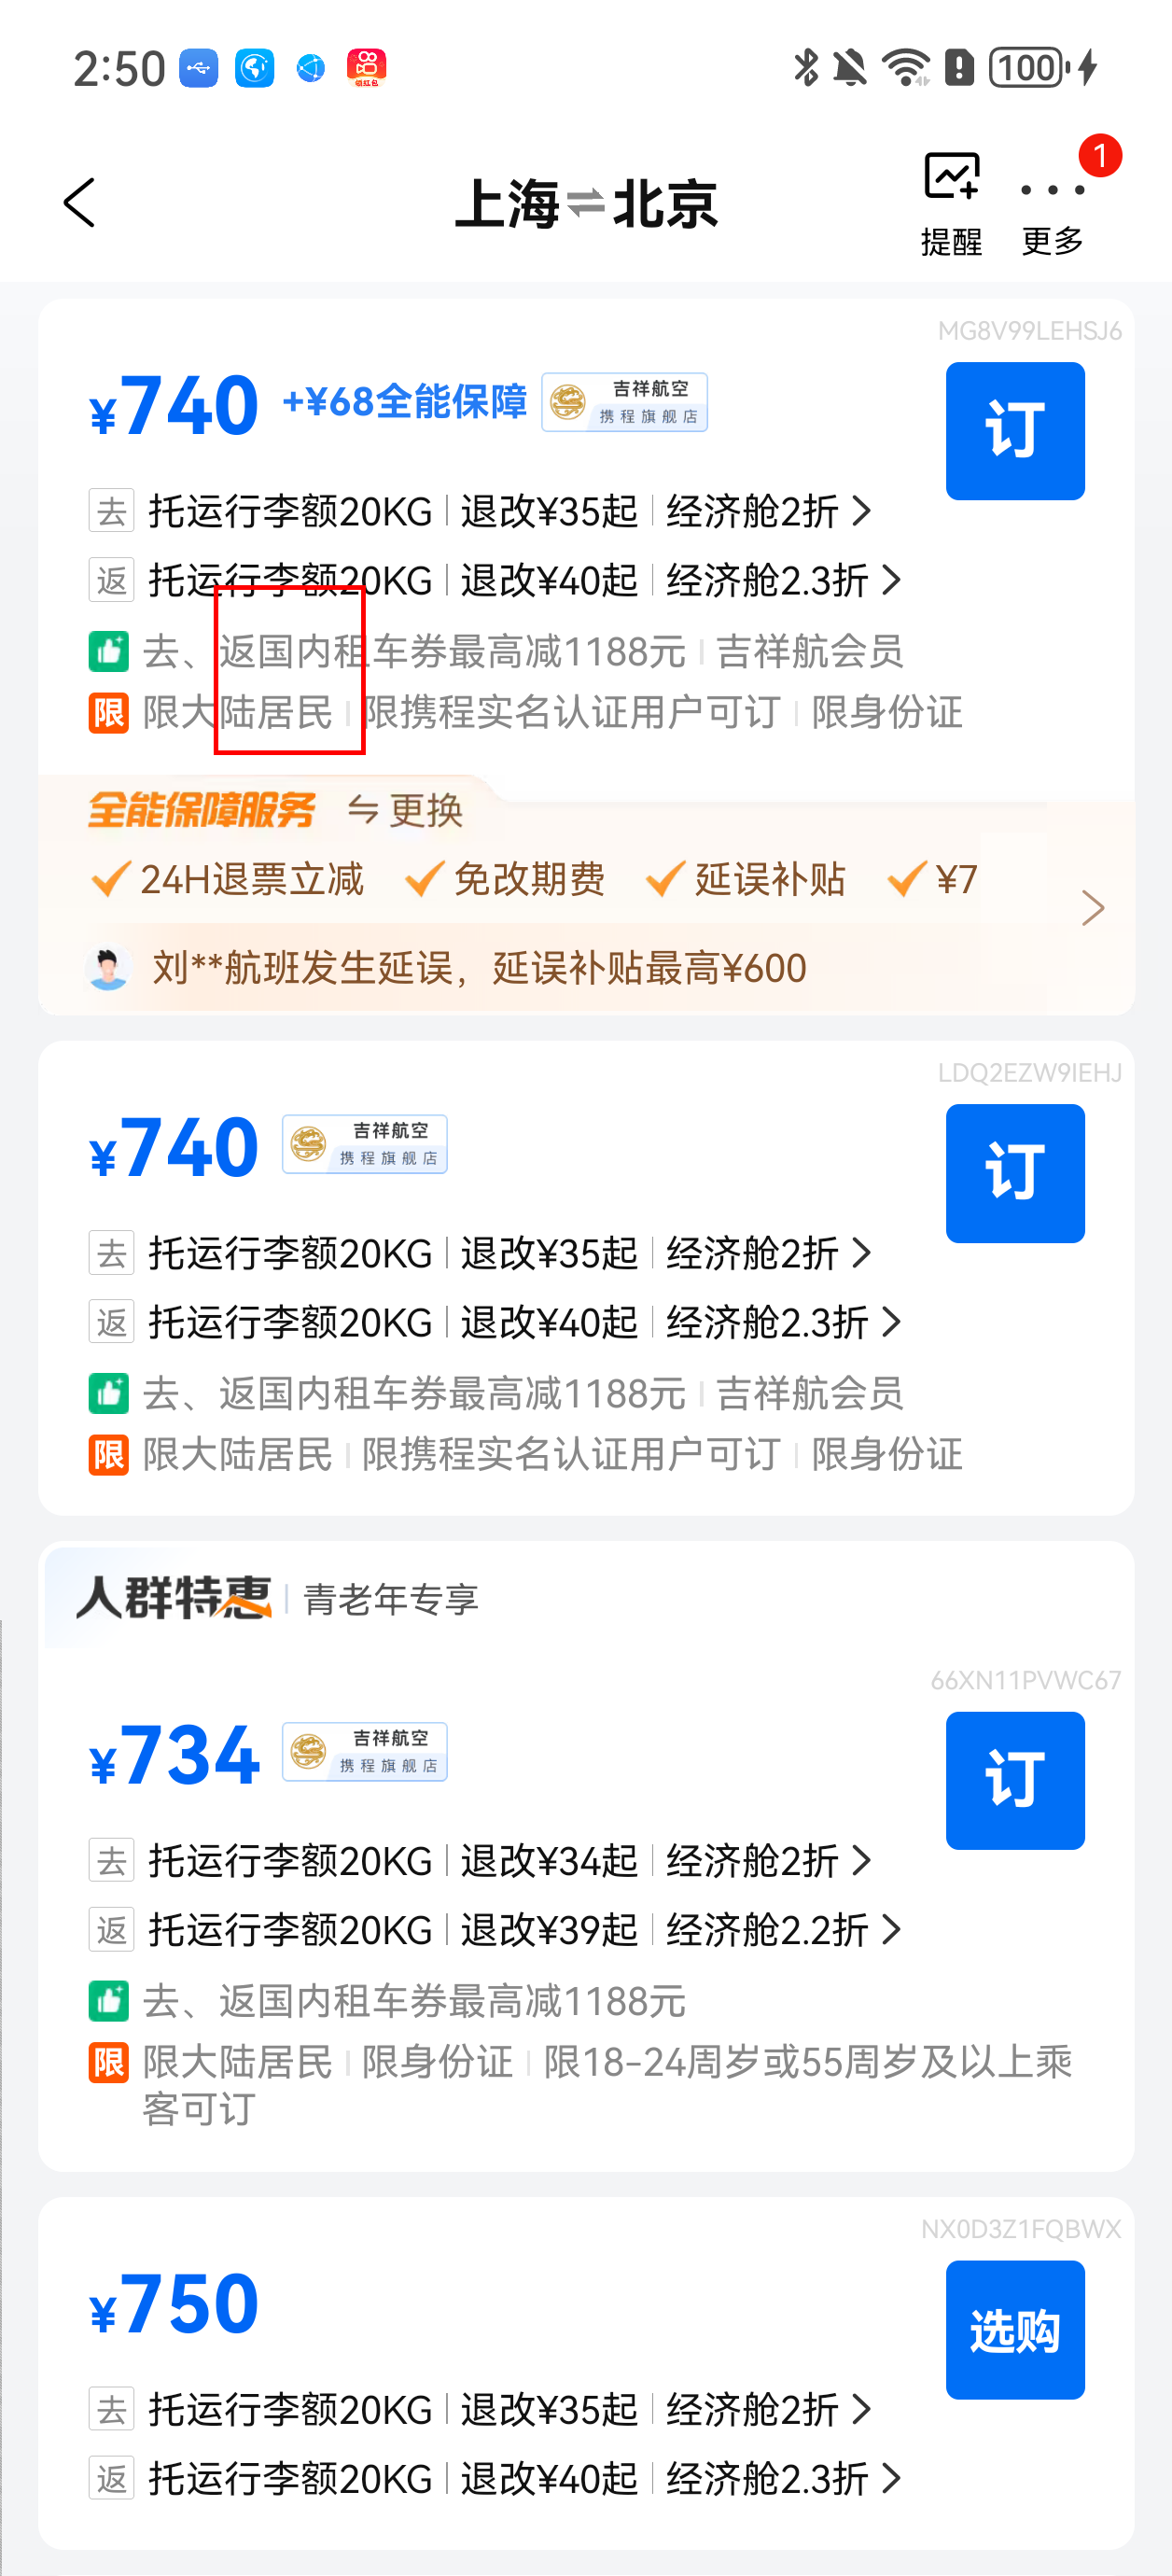 2:50
领红包
100
上海⇌北京
提醒
更多
1
MG8V99LEHSJ6
¥740 +¥68全能保障 吉祥航空 携程旗舰店
订
去 托运行李额20KG | 退改¥35起 | 经济舱2折 >
返 托运行李额20KG | 退改¥40起 | 经济舱2.3折 >
去、返国内租车券最高减1188元 | 吉祥航会员
限 限大陆居民 | 限携程实名认证用户可订 | 限身份证
全能保障服务 ⇋ 更换
24H退票立减 免改期费 延误补贴 ¥7
刘**航班发生延误，延误补贴最高¥600
LDQ2EZW9IEHJ
¥740 吉祥航空 携程旗舰店
订
去 托运行李额20KG | 退改¥35起 | 经济舱2折 >
返 托运行李额20KG | 退改¥40起 | 经济舱2.3折 >
去、返国内租车券最高减1188元 | 吉祥航会员
限 限大陆居民 | 限携程实名认证用户可订 | 限身份证
人群特惠 | 青老年专享
66XN11PVWC67
¥734 吉祥航空 携程旗舰店
订
去 托运行李额20KG | 退改¥34起 | 经济舱2折 >
返 托运行李额20KG | 退改¥39起 | 经济舱2.2折 >
去、返国内租车券最高减1188元
限 限大陆居民 | 限身份证 | 限18-24周岁或55周岁及以上乘
客可订
NX0D3Z1FQBWX
¥750
选购
去 托运行李额20KG | 退改¥35起 | 经济舱2折 >
返 托运行李额20KG | 退改¥40起 | 经济舱2.3折 >